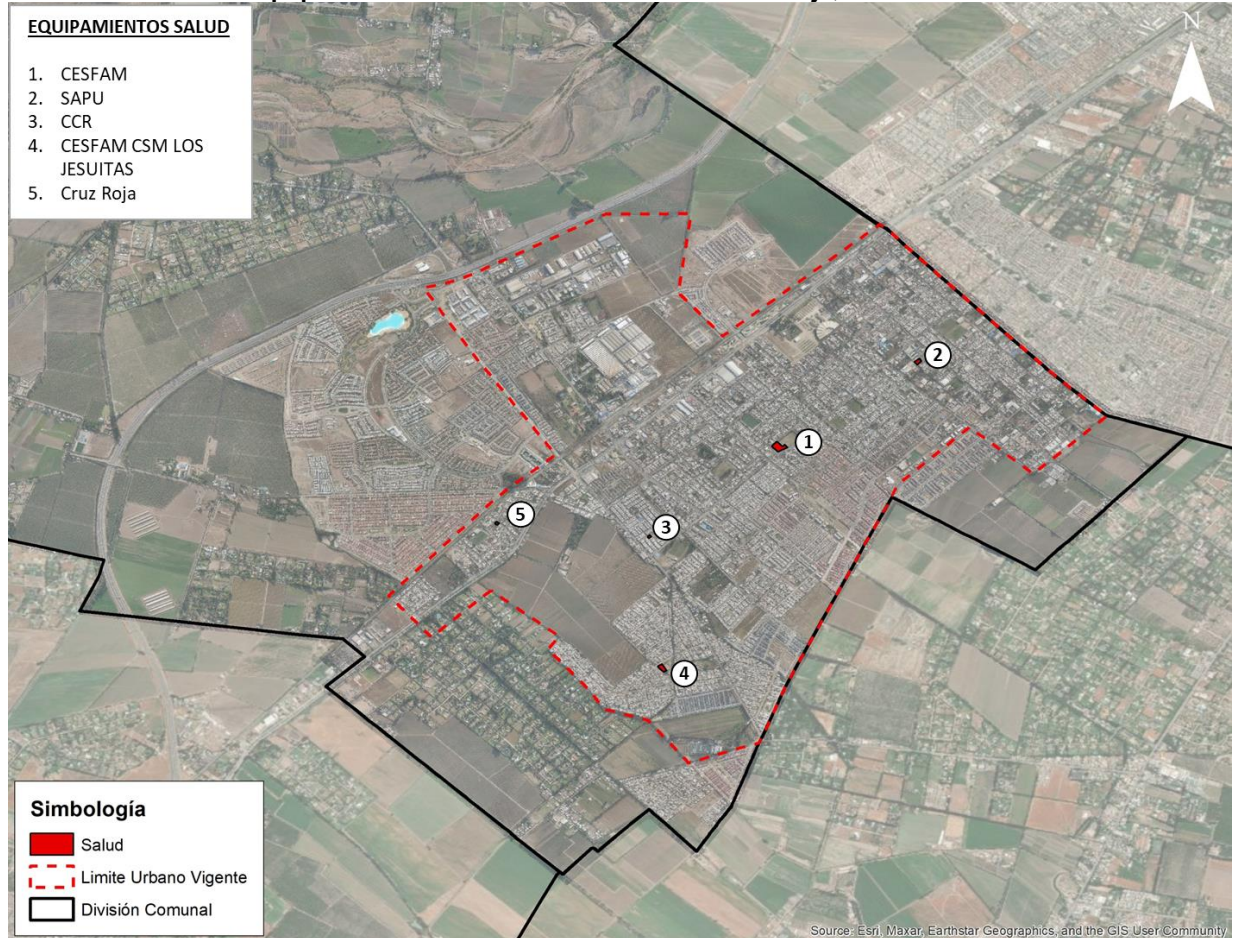 EQUIPAMIENTOS SALUD
1. CESFAM
2. SAPU
3. CCR
4. CESFAM CSM LOS
JESUITAS
5. Cruz Roja
N
2
1
5
3
4
Simbología
Salud
Limite Urbano Vigente
División Comunal
Source: Esri, Maxar, Earthstar Geographics, and the GIS User Community